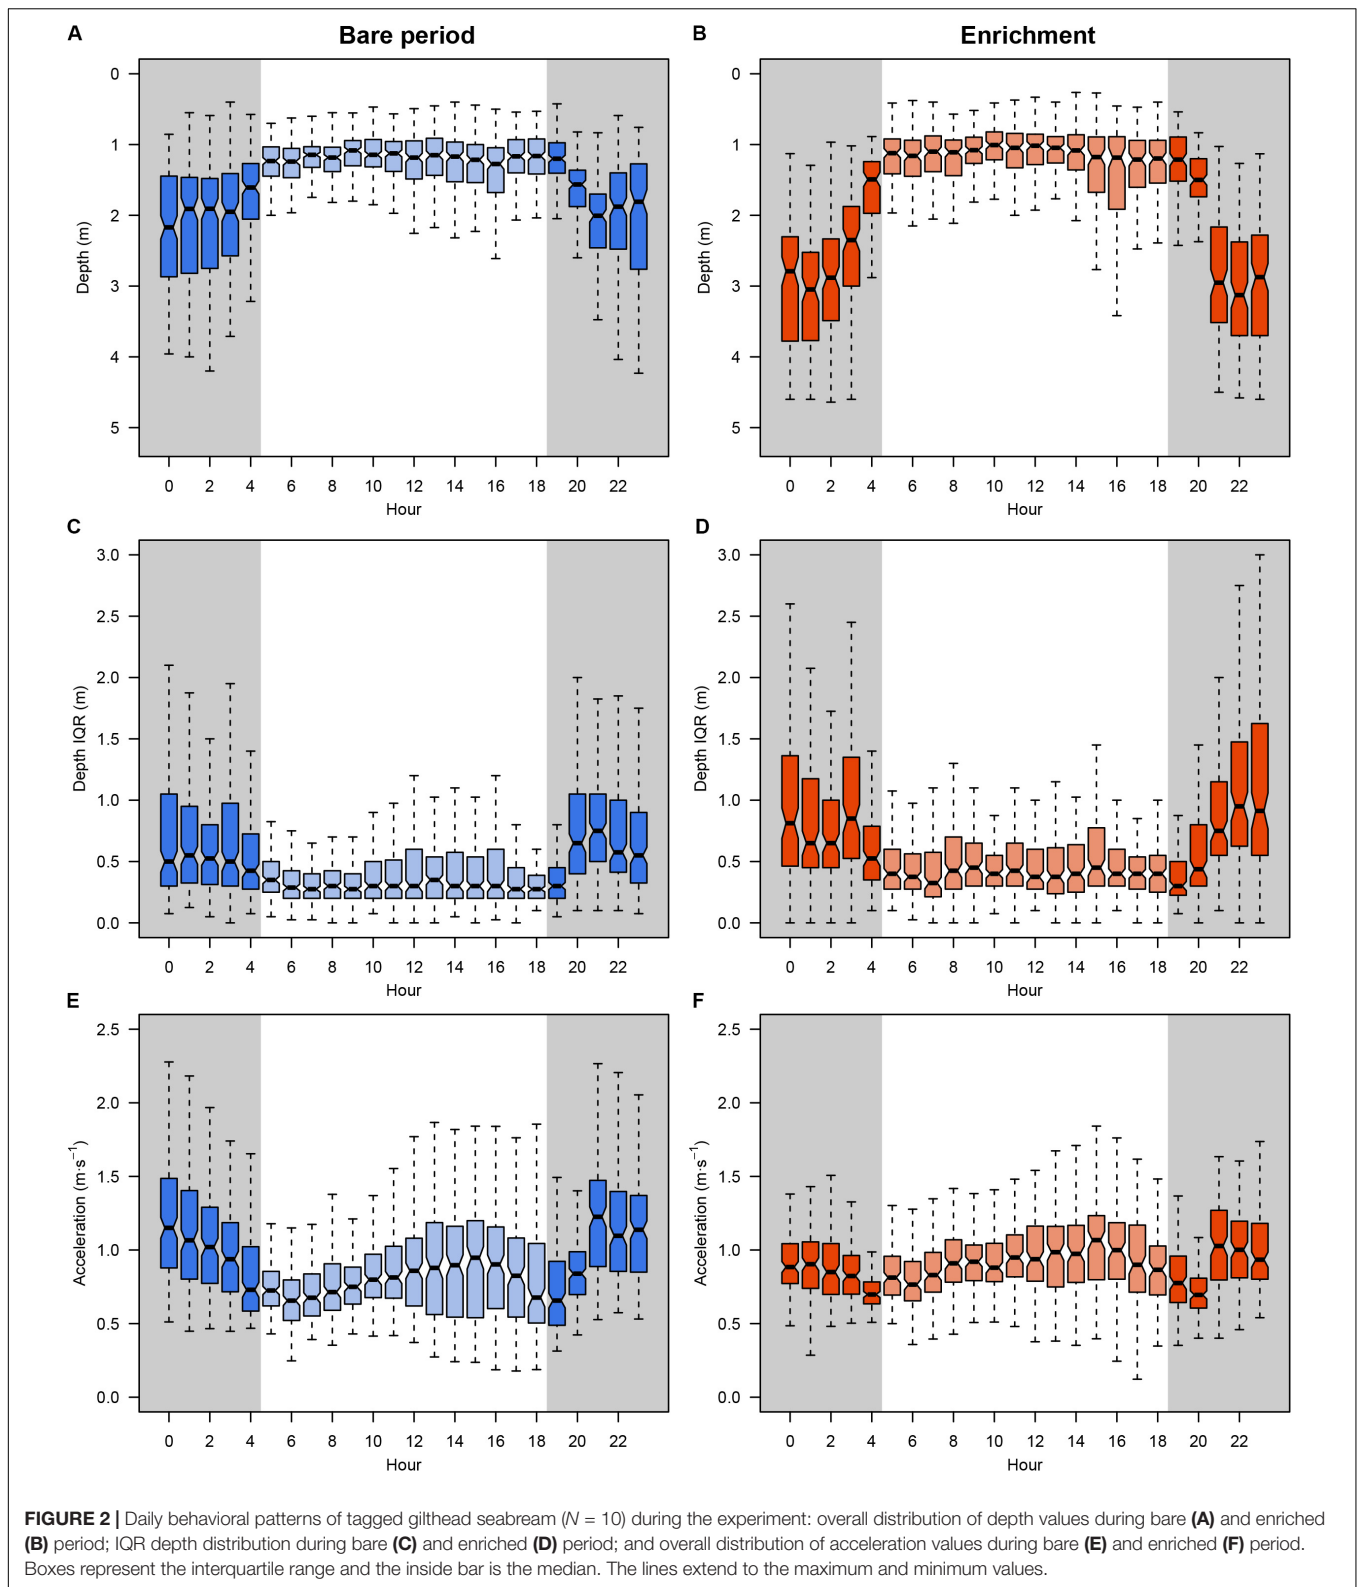 A Bare period
B Enrichment
0
1
2
3
4
5
Depth (m)
0 2 4 6 8 10 12 14 16 18 20 22
Hour
0
1
2
3
4
5
Depth (m)
0 2 4 6 8 10 12 14 16 18 20 22
Hour
C
3.0
2.5
2.0
1.5
1.0
0.5
0.0
Depth IQR (m)
0 2 4 6 8 10 12 14 16 18 20 22
Hour
D
3.0
2.5
2.0
1.5
1.0
0.5
0.0
Depth IQR (m)
0 2 4 6 8 10 12 14 16 18 20 22
Hour
E
2.5
2.0
1.5
1.0
0.5
0.0
Acceleration (m·s⁻¹)
0 2 4 6 8 10 12 14 16 18 20 22
Hour
F
2.5
2.0
1.5
1.0
0.5
0.0
Acceleration (m·s⁻¹)
0 2 4 6 8 10 12 14 16 18 20 22
Hour
FIGURE 2 | Daily behavioral patterns of tagged gilthead seabream (N = 10) during the experiment: overall distribution of depth values during bare (A) and enriched
(B) period; IQR depth distribution during bare (C) and enriched (D) period; and overall distribution of acceleration values during bare (E) and enriched (F) period.
Boxes represent the interquartile range and the inside bar is the median. The lines extend to the maximum and minimum values.